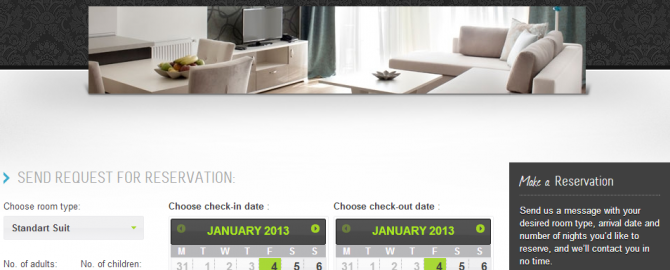 SEND REQUEST FOR RESERVATION:
Choose room type:
Standart Suit
No. of adults:
No. of children:
Choose check-in date :
JANUARY 2013
M T W T F S S
31 1 2 3 4 5 6
Choose check-out date :
JANUARY 2013
M T W T F S S
31 1 2 3 4 5 6
Make a Reservation
Send us a message with your
desired room type, arrival date and
number of nights you'd like to
reserve, and we'll contact you in
no time.